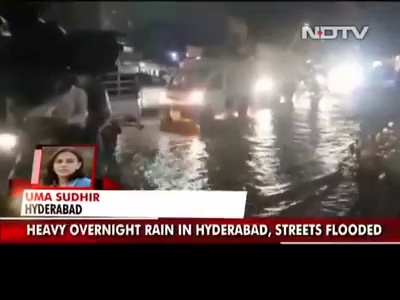 NDTV
UMA SUDHIR
HYDERABAD
HEAVY OVERNIGHT RAIN IN HYDERABAD, STREETS FLOODED